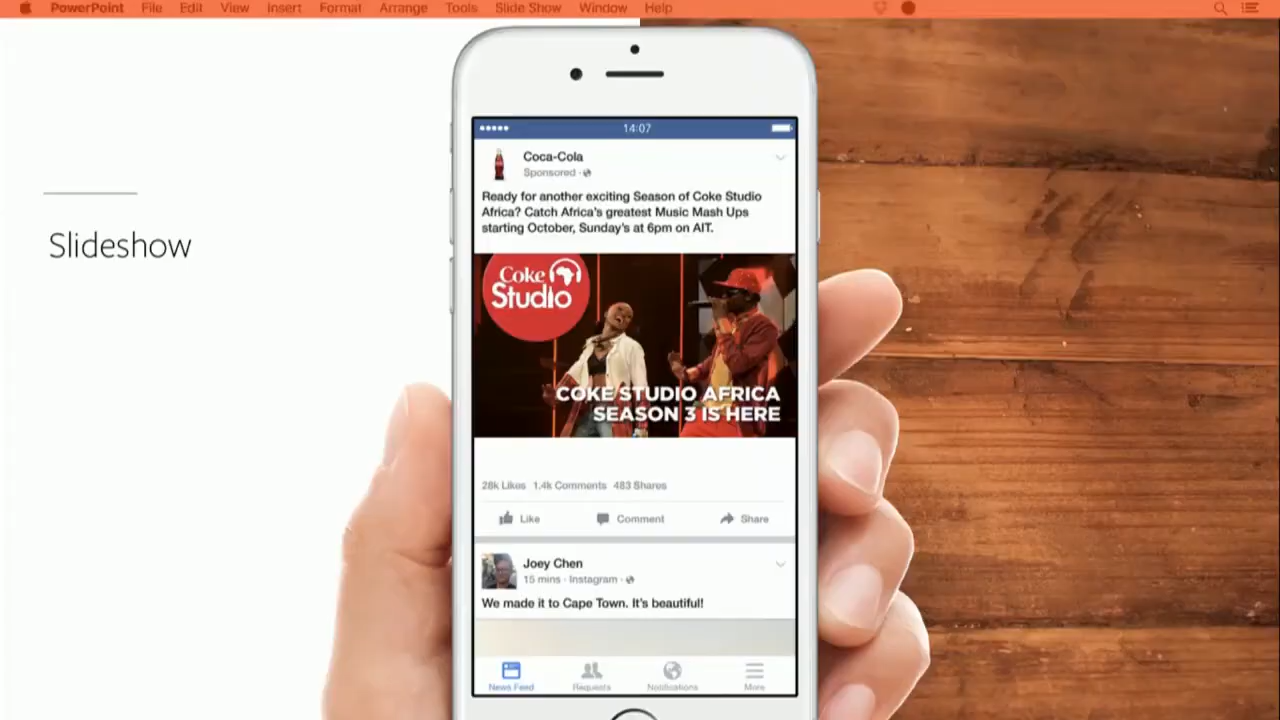 PowerPoint File Edit View Insert Format Arrange Tools Slide Show Window Help
Slideshow
14:07
Coca-Cola
Sponsored ·
Ready for another exciting Season of Coke Studio
Africa? Catch Africa's greatest Music Mash Ups
starting October, Sunday's at 6pm on AIT.
Coke
Studio
COKE STUDIO AFRICA
SEASON 3 IS HERE
28k Likes 1.4k Comments 483 Shares
Like Comment Share
Joey Chen
15 mins · Instagram ·
We made it to Cape Town. It's beautiful!
News Feed Requests Notifications More